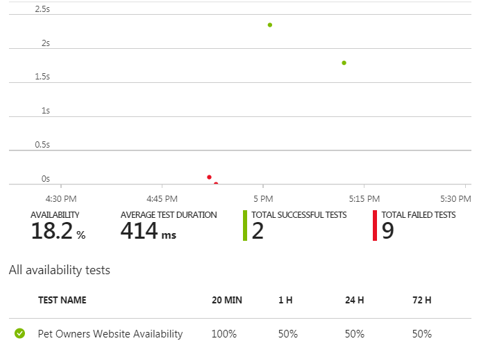 2.5s
2s
1.5s
1s
0.5s
0s
4:30 PM 4:45 PM 5 PM 5:15 PM 5:30 PM
AVAILABILITY AVERAGE TEST DURATION TOTAL SUCCESSFUL TESTS TOTAL FAILED TESTS
18.2 % 414 ms 2 9
All availability tests
TEST NAME 20 MIN 1 H 24 H 72 H
Pet Owners Website Availability 100% 50% 50% 50%